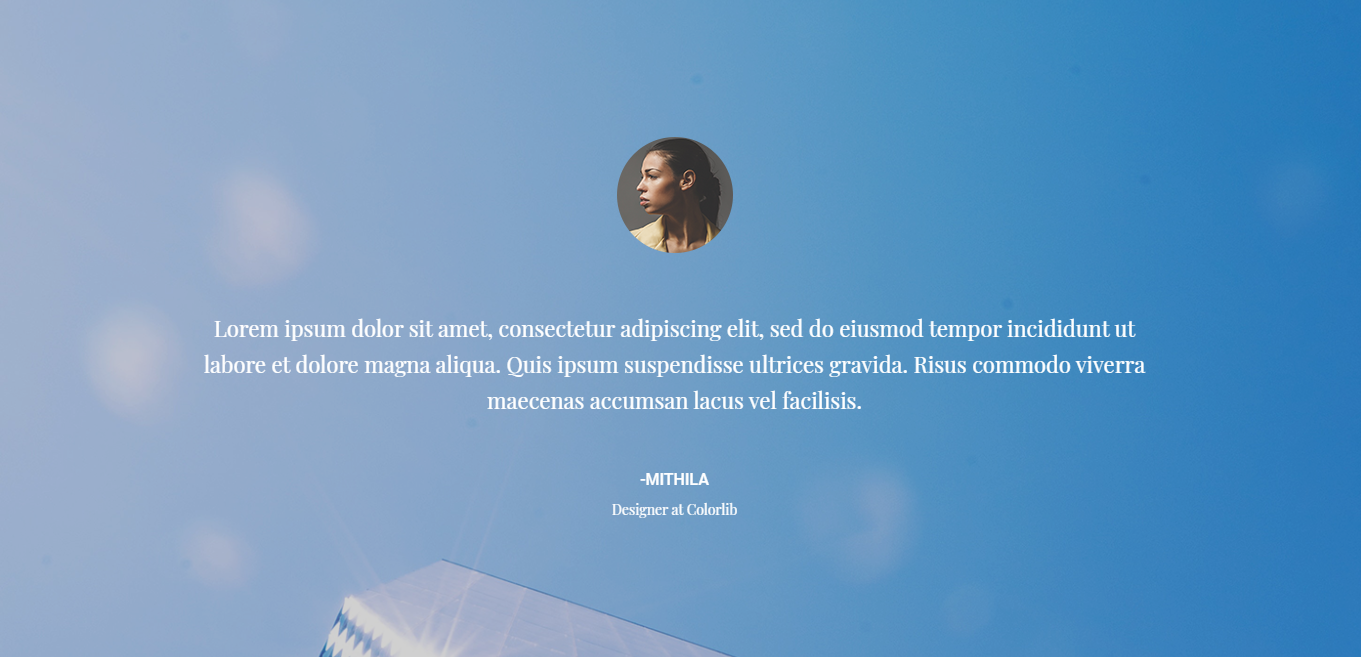 Lorem ipsum dolor sit amet, consectetur adipiscing elit, sed do eiusmod tempor incididunt ut
labore et dolore magna aliqua. Quis ipsum suspendisse ultrices gravida. Risus commodo viverra
maecenas accumsan lacus vel facilisis.
-MITHILA
Designer at Colorlib